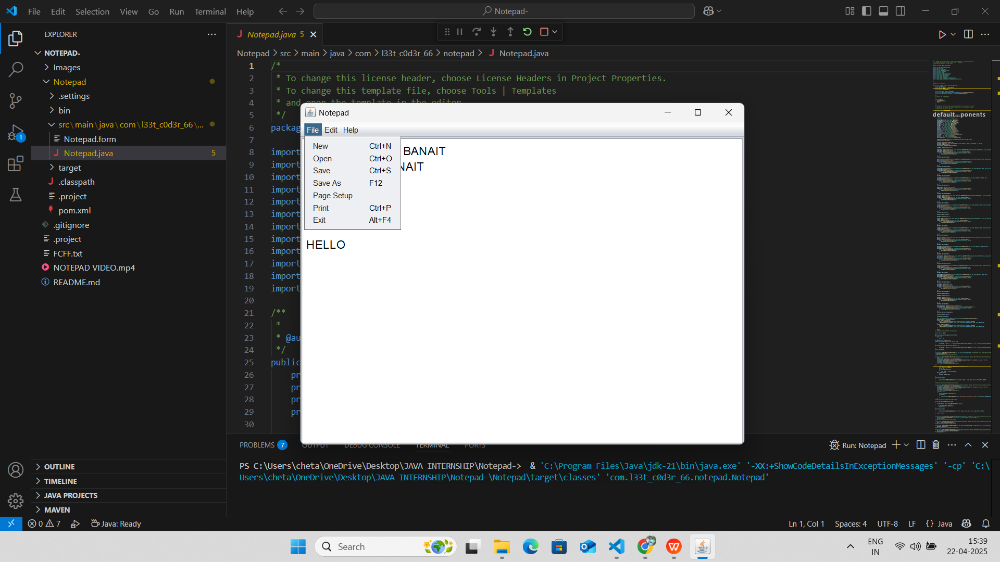 File Edit Selection View Go Run Terminal Help
Notepad-
EXPLORER
NOTEPAD-
Images
Notepad
.settings
bin
src\main\java\com\l33t_c0d3r_66\...
Notepad.form
Notepad.java 5
target
.classpath
.project
pom.xml
.gitignore
.project
FCFF.txt
NOTEPAD VIDEO.mp4
README.md
OUTLINE
TIMELINE
JAVA PROJECTS
MAVEN
1
Notepad.java 5
Notepad > src > main > java > com > l33t_c0d3r_66 > notepad > Notepad.java
1 /*
2 * To change this license header, choose License Headers in Project Properties.
3 * To change this template file, choose Tools | Templates
4 * and open the template in the editor.
5 */
6 packag
7
8 import
9 import
10 import
11 import
12 import
13 import
14 import
15 import
16 import
17 import
18 import
19 import
20
21 /**
22 *
23 * @au
24 */
25 public
26 pr
27 pr
28 pr
29 pr
30
default...ponents
Notepad
File Edit Help
New Ctrl+N
Open Ctrl+O
Save Ctrl+S
Save As F12
Page Setup
Print Ctrl+P
Exit Alt+F4
BANAIT
NAIT
HELLO
PROBLEMS 7 OUTPUT DEBUG CONSOLE TERMINAL PORTS
Run: Notepad
PS C:\Users\cheta\OneDrive\Desktop\JAVA INTERNSHIP\Notepad-> & 'C:\Program Files\Java\jdk-21\bin\java.exe' '-XX:+ShowCodeDetailsInExceptionMessages' '-cp' 'C:\
Users\cheta\OneDrive\Desktop\JAVA INTERNSHIP\Notepad-\Notepad\target\classes' 'com.l33t_c0d3r_66.notepad.Notepad'
0 7 Java: Ready
Ln 1, Col 1 Spaces: 4 UTF-8 LF {} Java
Search
ENG
IN
15:39
22-04-2025